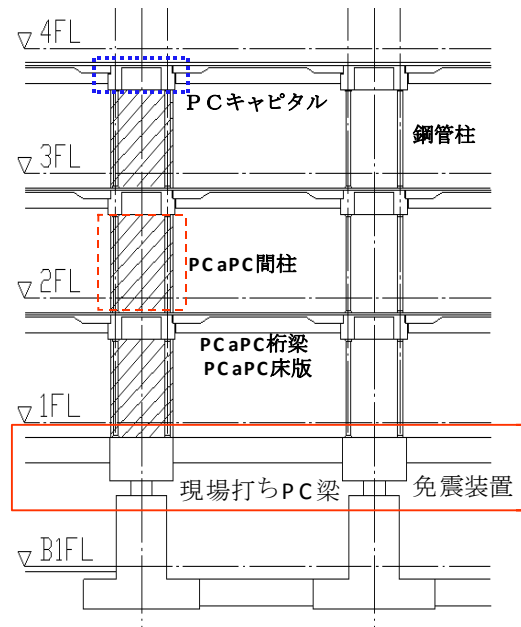 ▽ 4FL
PCキャピタル
鋼管柱
▽ 3FL
PCaPC間柱
▽ 2FL
PCaPC桁梁
PCaPC床版
▽ 1FL
現場打ちPC梁
免震装置
▽ B1FL